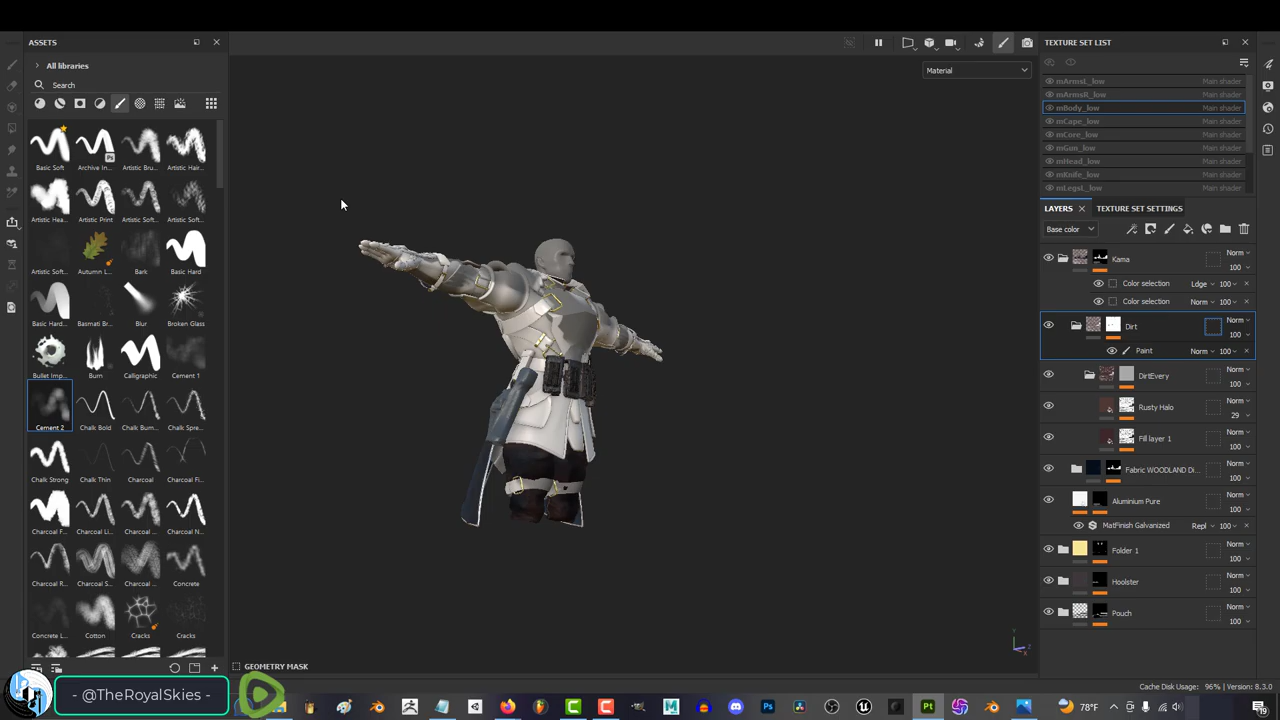 ASSETS
All libraries
Search
Basic Soft
Archive In...
Artistic Bru...
Artistic Hair...
Artistic Hea...
Artistic Print
Artistic Soft...
Artistic Soft...
Artistic Sof...
Autumn L...
Bark
Basic Hard
Basic Hard...
Basmati Br...
Blur
Broken Glass
Bullet Imp...
Burn
Calligraphic
Cement 1
Cement 2
Chalk Bold
Chalk Bum...
Chalk Spre...
Chalk Strong
Chalk Thin
Charcoal
Charcoal Fi...
Charcoal F...
Charcoal Li...
Charcoal ...
Charcoal N...
Charcoal R...
Charcoal S...
Charcoal ...
Concrete
Concrete L...
Cotton
Cracks
Cracks
Material
GEOMETRY MASK
TEXTURE SET LIST
mArmsL_low Main shader
mArmsR_low Main shader
mBody_low Main shader
mCape_low Main shader
mCore_low Main shader
mGun_low Main shader
mHead_low Main shader
mKnife_low Main shader
mLegsL_low Main shader
LAYERS
TEXTURE SET SETTINGS
Base color
Kama Norm 100
Color selection Ldge 100
Color selection Norm 100
Dirt Norm 100
Paint Norm 100
DirtEvery Norm 100
Rusty Halo Norm 29
Fill layer 1 Norm 100
Fabric WOODLAND Di... Norm 100
Aluminium Pure Norm 100
MatFinish Galvanized Repl 100
Folder 1 Norm 100
Hoolster Norm 100
Pouch Norm 100
Cache Disk Usage: 96% | Version: 8.3.0
- @TheRoyalSkies -
Pt
Ps
78°F